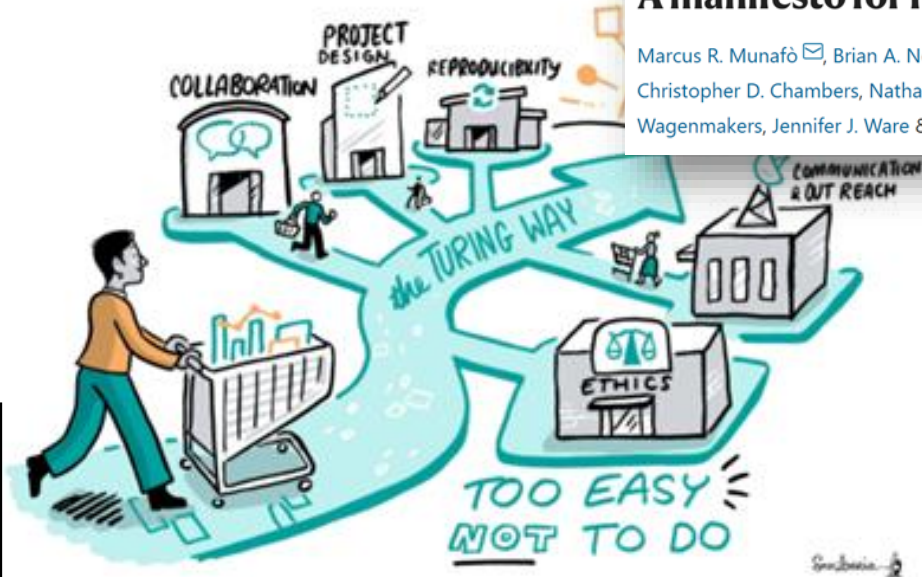 A manifesto for
Marcus R. Munafò, Brian A.
Christopher D. Chambers,
Wagenmakers, Jennifer J. Ware &
PROJECT
DESIGN
COLLABORATION
REPRODUCIBILITY
COMMUNICATION
& OUT REACH
the TURING WAY
ETHICS
TOO EASY
NOT TO DO